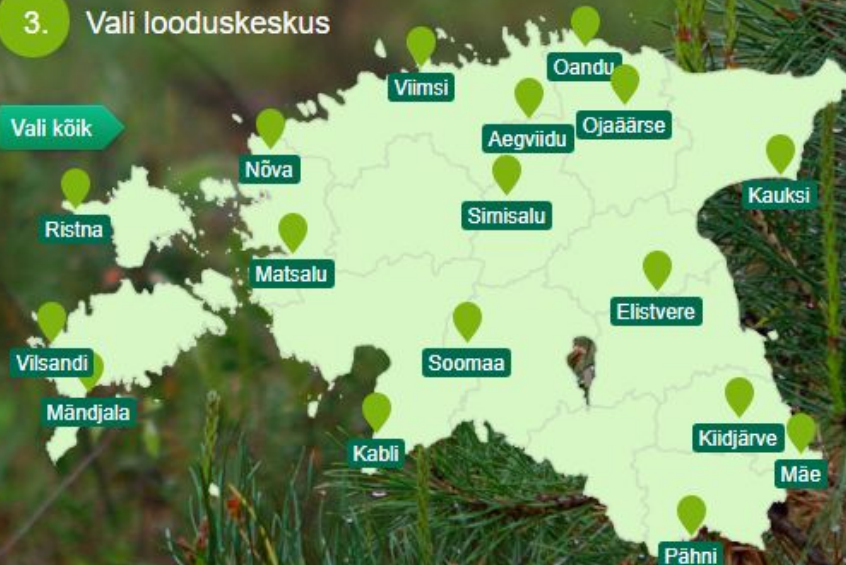 3. Vali looduskeskus
Oandu
Viimsi
Ojaäärse
Vali kõik
Aegviidu
Nõva
Kauksi
Simisalu
Ristna
Matsalu
Elistvere
Vilsandi
Soomaa
Mändjala
Kiidjärve
Kabli
Mäe
Pähni